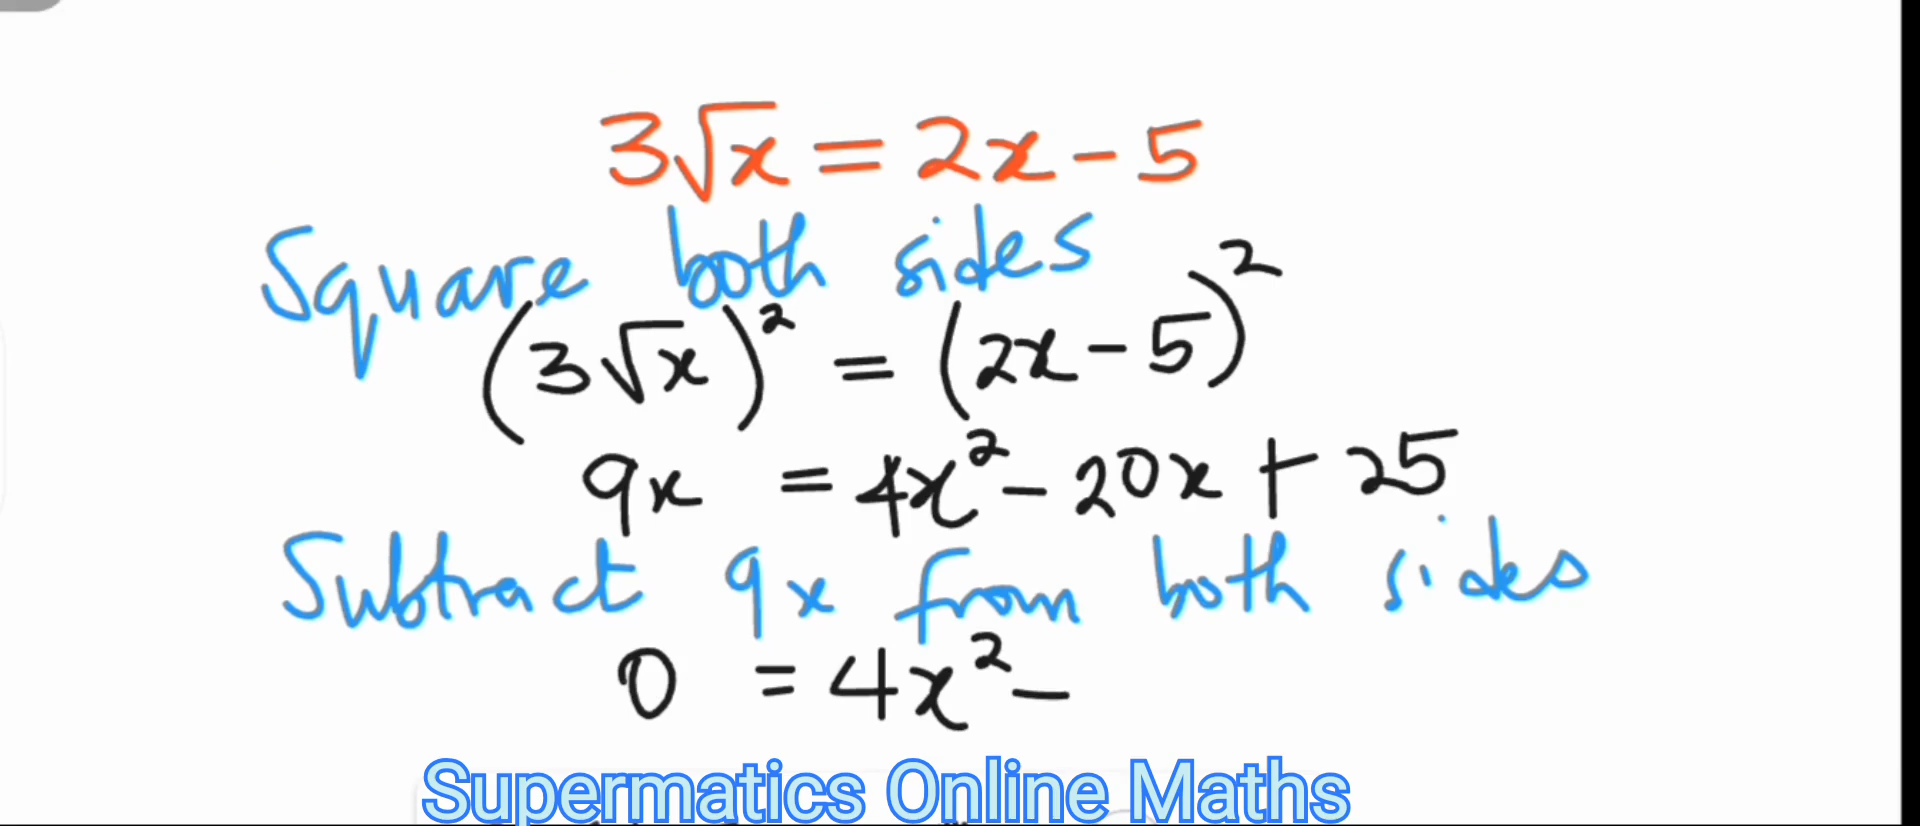 3√x = 2x - 5
Square both sides
(3√x)² = (2x - 5)²
9x = 4x² - 20x + 25
Subtract 9x from both sides
0 = 4x² -
Supermatics Online Maths